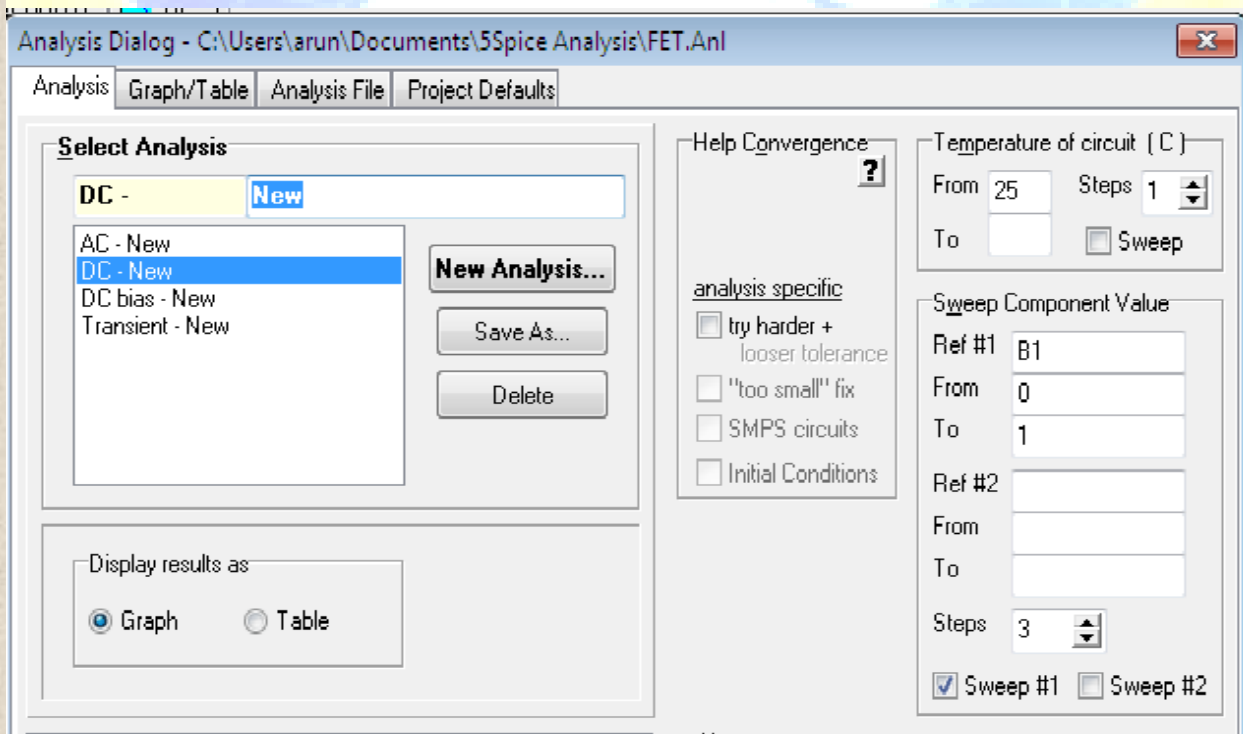 Analysis Dialog - C:\Users\arun\Documents\5Spice Analysis\FET.Anl
Analysis Graph/Table Analysis File Project Defaults
Select Analysis
DC - New
AC - New
DC - New
DC bias - New
Transient - New
New Analysis...
Save As...
Delete
Display results as
Graph Table
Help Convergence
?
analysis specific
try harder +
looser tolerance
"too small" fix
SMPS circuits
Initial Conditions
Temperature of circuit ( C )
From 25 Steps 1
To Sweep
Sweep Component Value
Ref #1 B1
From 0
To 1
Ref #2
From
To
Steps 3
Sweep #1 Sweep #2